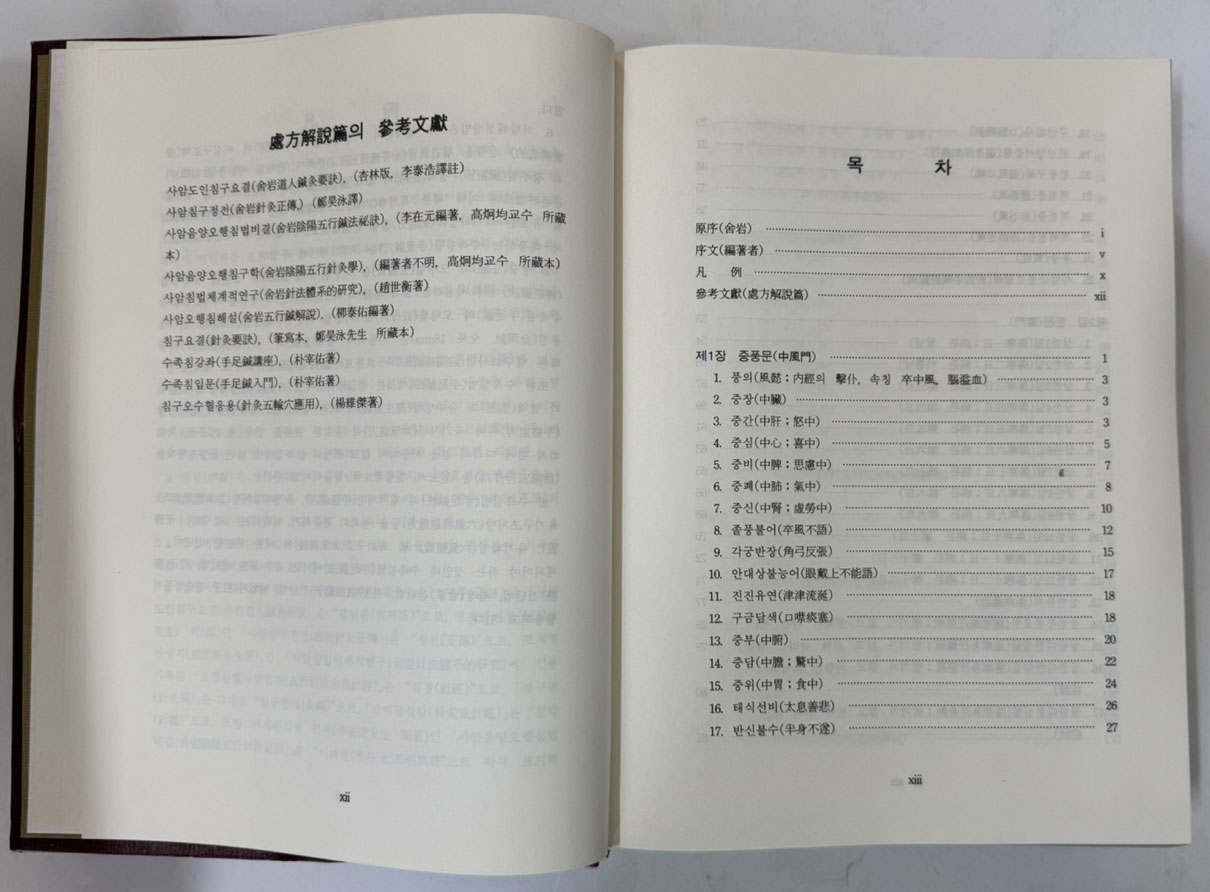 處方解說篇의 參考文獻
사암도인침구요결(舍岩道人鍼灸要訣), (杏林版, 李泰浩譯註)
사암침구정전(舍岩針灸正傳) (鄭昊泳譯)
사암음양오행침법비결(舍岩陰陽五行鍼法祕訣), (李在元編著, 高炯均교수 所藏
本)
사암음양오행침구학(舍岩陰陽五行針灸學), (編著者不明, 高炯均교수 所藏本)
사암침법체계적연구(舍岩針法體系的研究), (趙世衡著)
사암오행침해설(舍岩五行鍼解說), (柳泰佑編著)
침구요결(針灸要訣), (筆寫本, 鄭昊泳先生 所藏本)
수족침강좌(手足鍼講座), (朴宰佑著)
수족침입문(手足鍼入門), (朴宰佑著)
침구오수혈응용(針灸五輸穴應用), (楊維傑著)
xii
목 차
原序(舍岩) i
序文(編著者) v
凡 例 x
參考文獻(處方解說篇) xii
제1장 중풍문(中風門) 1
1. 풍의(風懿；内經의 擊仆, 속칭 卒中風, 腦溢血) 3
2. 중장(中臟) 3
3. 중간(中肝；怒中) 3
4. 중심(中心；喜中) 5
5. 중비(中脾；思慮中) 7
6. 중폐(中肺；氣中) 8
7. 중신(中腎；虛勞中) 10
8. 졸풍불어(卒風不語) 12
9. 각궁반장(角弓反張) 15
10. 안대상불능어(眼戴上不能語) 17
11. 진진유연(津津流涎) 18
12. 구금담색(口噤痰塞) 18
13. 중부(中腑) 20
14. 중담(中膽；驚中) 22
15. 중위(中胃；食中) 24
16. 태식선비(太息善悲) 26
17. 반신불수(半身不遂) 27
xiii